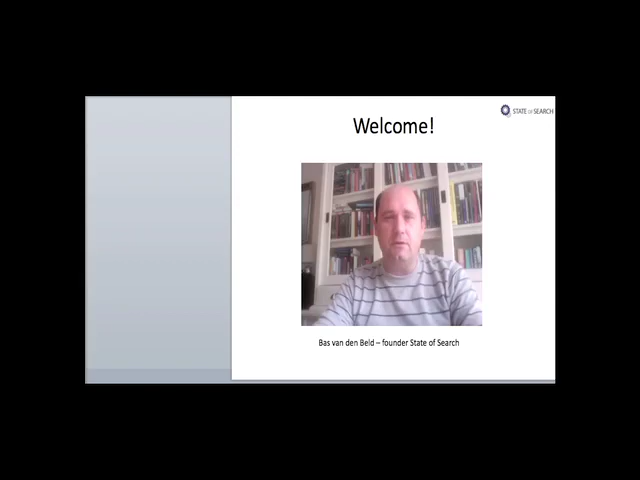 STATE OF SEARCH
Welcome!
Bas van den Beld – founder State of Search